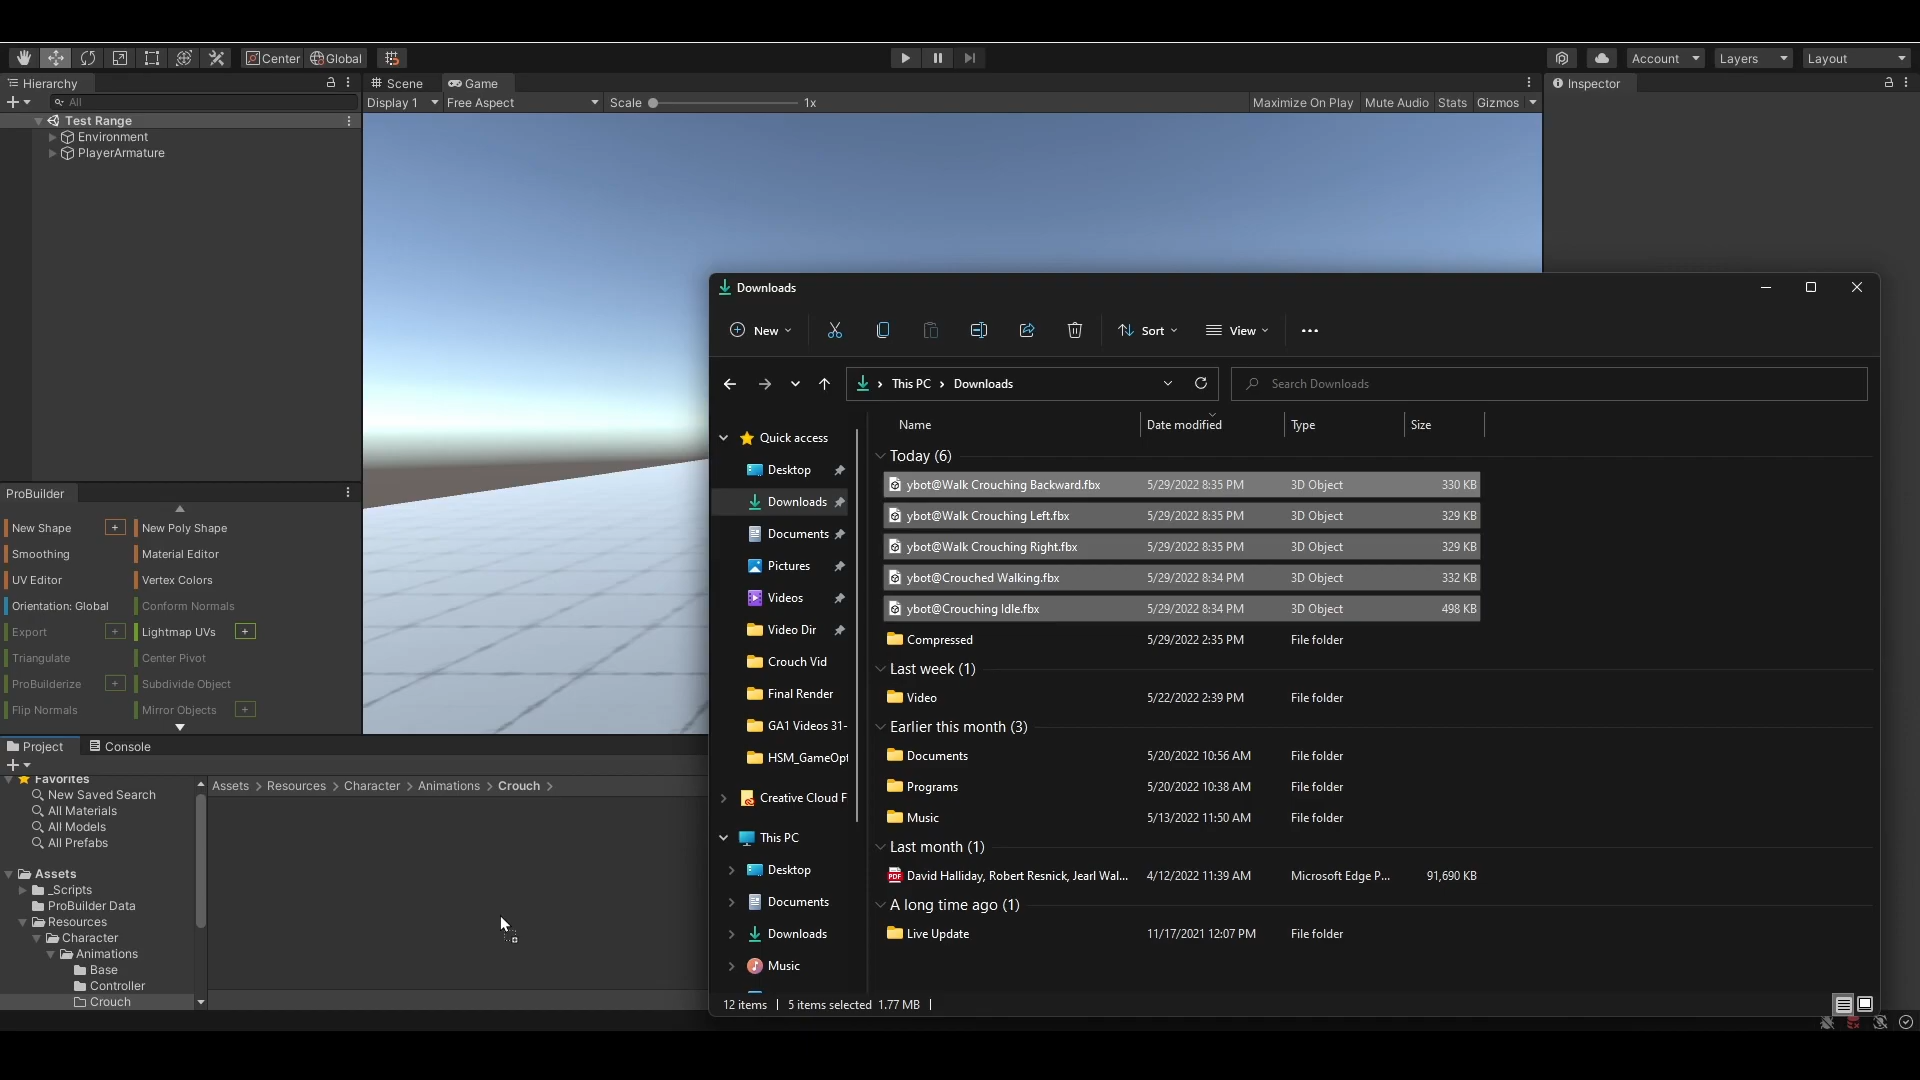 Center
Global
Account
Layers
Layout
Hierarchy
Scene
Game
Inspector
All
Display 1
Free Aspect
Scale
1x
Maximize On Play
Mute Audio
Stats
Gizmos
Test Range
Environment
PlayerArmature
ProBuilder
New Shape
New Poly Shape
Smoothing
Material Editor
UV Editor
Vertex Colors
Orientation: Global
Conform Normals
Export
Lightmap UVs
Triangulate
Center Pivot
ProBuilderize
Subdivide Object
Flip Normals
Mirror Objects
Project
Console
Favorites
New Saved Search
All Materials
All Models
All Prefabs
Assets
_Scripts
ProBuilder Data
Resources
Character
Animations
Base
Controller
Crouch
Assets > Resources > Character > Animations > Crouch >
Downloads
New
Sort
View
This PC > Downloads
Search Downloads
Quick access
Desktop
Downloads
Documents
Pictures
Videos
Video Dir
Crouch Vid
Final Render
GA1 Videos 31-
HSM_GameOpt
Creative Cloud F
This PC
Desktop
Documents
Downloads
Music
Name Date modified Type Size
Today (6)
ybot@Walk Crouching Backward.fbx 5/29/2022 8:35 PM 3D Object 330 KB
ybot@Walk Crouching Left.fbx 5/29/2022 8:35 PM 3D Object 329 KB
ybot@Walk Crouching Right.fbx 5/29/2022 8:35 PM 3D Object 329 KB
ybot@Crouched Walking.fbx 5/29/2022 8:34 PM 3D Object 332 KB
ybot@Crouching Idle.fbx 5/29/2022 8:34 PM 3D Object 498 KB
Compressed 5/29/2022 2:35 PM File folder
Last week (1)
Video 5/22/2022 2:39 PM File folder
Earlier this month (3)
Documents 5/20/2022 10:56 AM File folder
Programs 5/20/2022 10:38 AM File folder
Music 5/13/2022 11:50 AM File folder
Last month (1)
PDF David Halliday, Robert Resnick, Jearl Wal... 4/12/2022 11:39 AM Microsoft Edge P... 91,690 KB
A long time ago (1)
Live Update 11/17/2021 12:07 PM File folder
12 items | 5 items selected 1.77 MB |